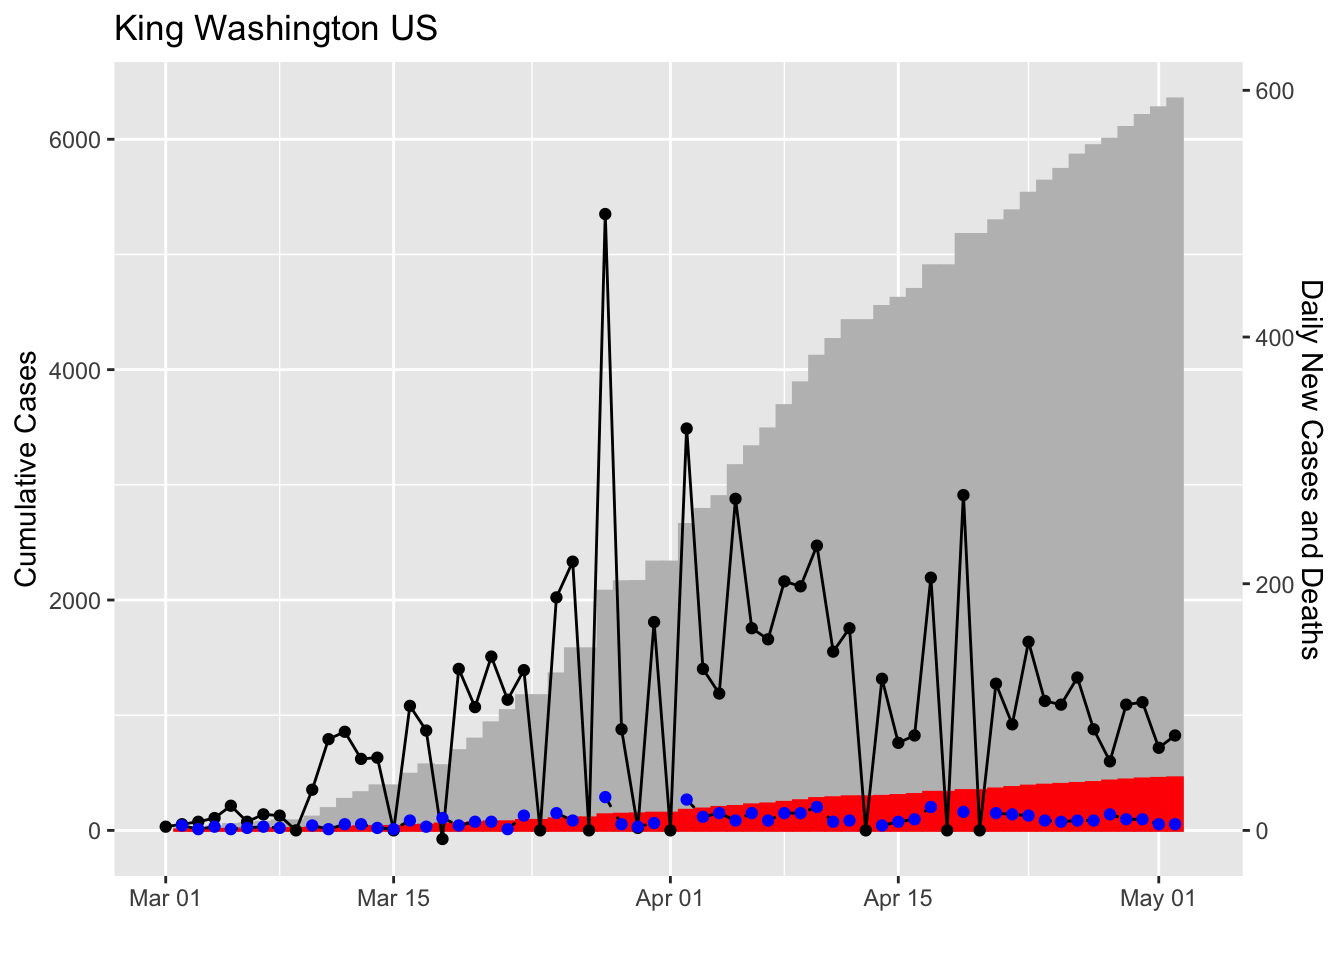 King Washington US
Cumulative Cases
6000
4000
2000
0
600
400
200
0
Daily New Cases and Deaths
Mar 01
Mar 15
Apr 01
Apr 15
May 01